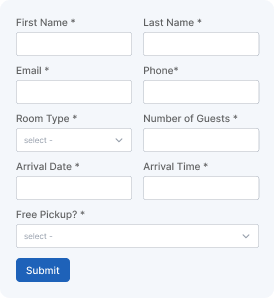 First Name * Last Name *
Email * Phone*
Room Type * Number of Guests *
select -
Arrival Date * Arrival Time *
Free Pickup? *
select -
Submit